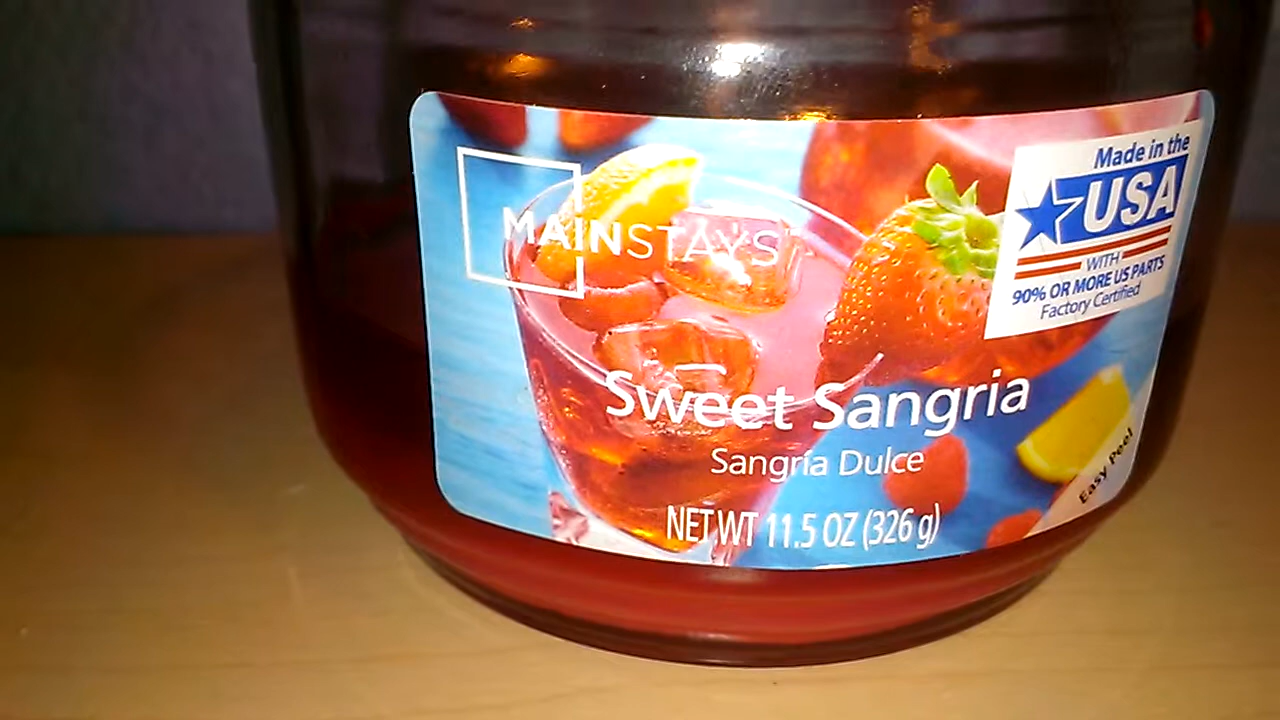 MAINSTAYS™
Made in the
USA
WITH
90% OR MORE US PARTS
Factory Certified
Sweet Sangria
Sangria Dulce
Easy Peel
NET WT 11.5 OZ (326 g)